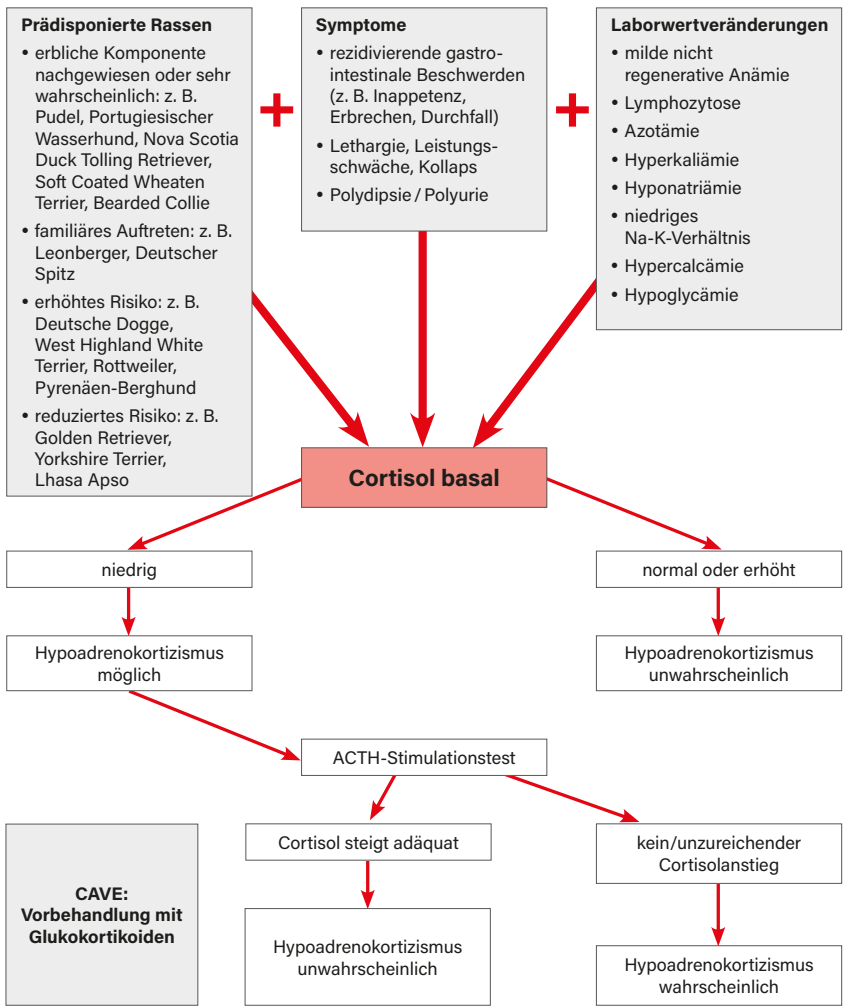 Prädisponierte Rassen
• erbliche Komponente
nachgewiesen oder sehr
wahrscheinlich: z. B.
Pudel, Portugiesischer
Wasserhund, Nova Scotia
Duck Tolling Retriever,
Soft Coated Wheaten
Terrier, Bearded Collie
• familiäres Auftreten: z. B.
Leonberger, Deutscher
Spitz
• erhöhtes Risiko: z. B.
Deutsche Dogge,
West Highland White
Terrier, Rottweiler,
Pyrenäen-Berghund
• reduziertes Risiko: z. B.
Golden Retriever,
Yorkshire Terrier,
Lhasa Apso
+
Symptome
• rezidivierende gastro-
intestinale Beschwerden
(z. B. Inappetenz,
Erbrechen, Durchfall)
• Lethargie, Leistungs-
schwäche, Kollaps
• Polydipsie / Polyurie
+
Laborwertveränderungen
• milde nicht
regenerative Anämie
• Lymphozytose
• Azotämie
• Hyperkaliämie
• Hyponatriämie
• niedriges
Na-K-Verhältnis
• Hypercalcämie
• Hypoglycämie
Cortisol basal
niedrig
normal oder erhöht
Hypoadrenokortizismus
möglich
Hypoadrenokortizismus
unwahrscheinlich
ACTH-Stimulationstest
Cortisol steigt adäquat
kein/unzureichender
Cortisolanstieg
CAVE:
Vorbehandlung mit
Glukokortikoiden
Hypoadrenokortizismus
unwahrscheinlich
Hypoadrenokortizismus
wahrscheinlich